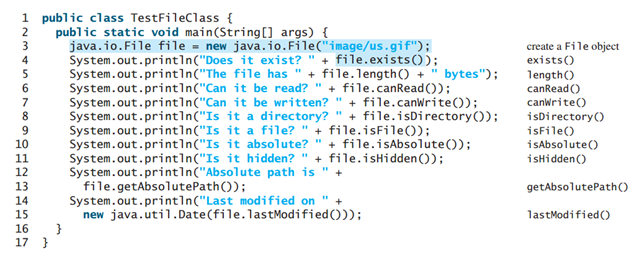 1 public class TestFileClass {
2 public static void main(String[] args) {
3 java.io.File file = new java.io.File("image/us.gif"); create a File object
4 System.out.println("Does it exist? " + file.exists()); exists()
5 System.out.println("The file has " + file.length() + " bytes"); length()
6 System.out.println("Can it be read? " + file.canRead()); canRead()
7 System.out.println("Can it be written? " + file.canWrite()); canWrite()
8 System.out.println("Is it a directory? " + file.isDirectory()); isDirectory()
9 System.out.println("Is it a file? " + file.isFile()); isFile()
10 System.out.println("Is it absolute? " + file.isAbsolute()); isAbsolute()
11 System.out.println("Is it hidden? " + file.isHidden()); isHidden()
12 System.out.println("Absolute path is " +
13 file.getAbsolutePath()); getAbsolutePath()
14 System.out.println("Last modified on " +
15 new java.util.Date(file.lastModified())); lastModified()
16 }
17 }